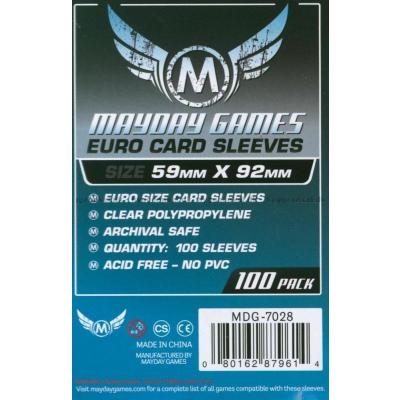 M
MAYDAY GAMES
EURO CARD SLEEVES
SIZE 59MM X 92MM
M EURO SIZE CARD SLEEVES
M CLEAR POLYPROPYLENE
M ARCHIVAL SAFE
M QUANTITY: 100 SLEEVES
M ACID FREE – NO PVC
100 PACK
M CS CE
MADE IN CHINA
MANUFACTURED BY
MAYDAY GAMES
MDG-7028
0 80162 87961 4
Visit maydaygames.com for a complete list of all games compatible with these sleeves.